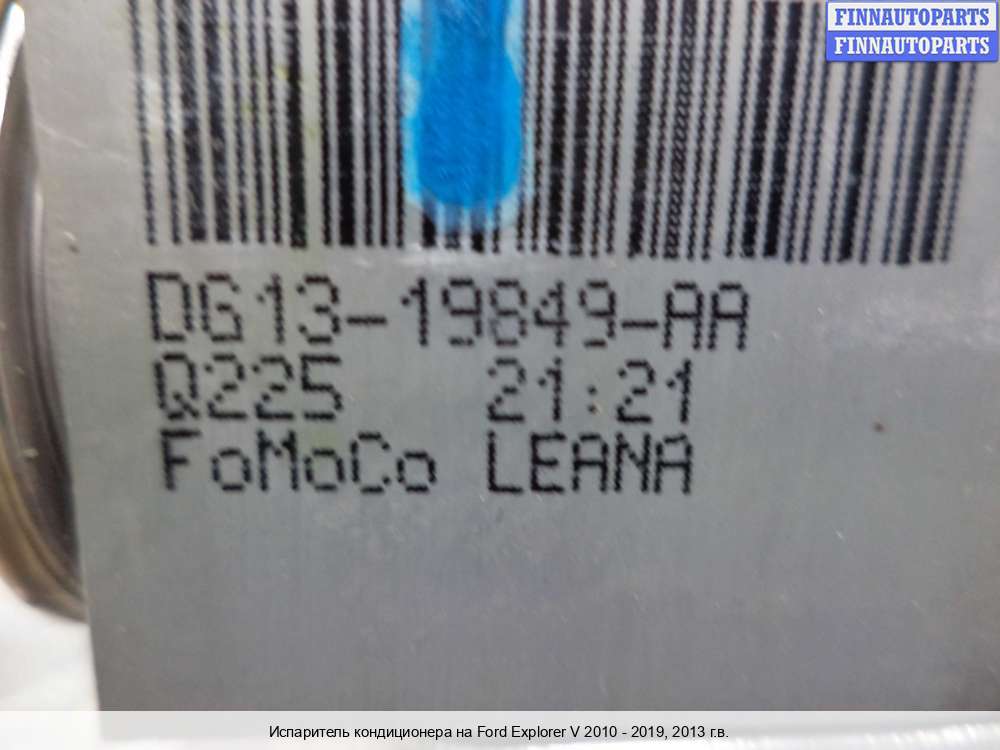 FINNAUTOPARTS
FINNAUTOPARTS
DG13-19849-AA
Q225 21:21
FoMoCo LEANA
Испаритель кондиционера на Ford Explorer V 2010 - 2019, 2013 г.в.